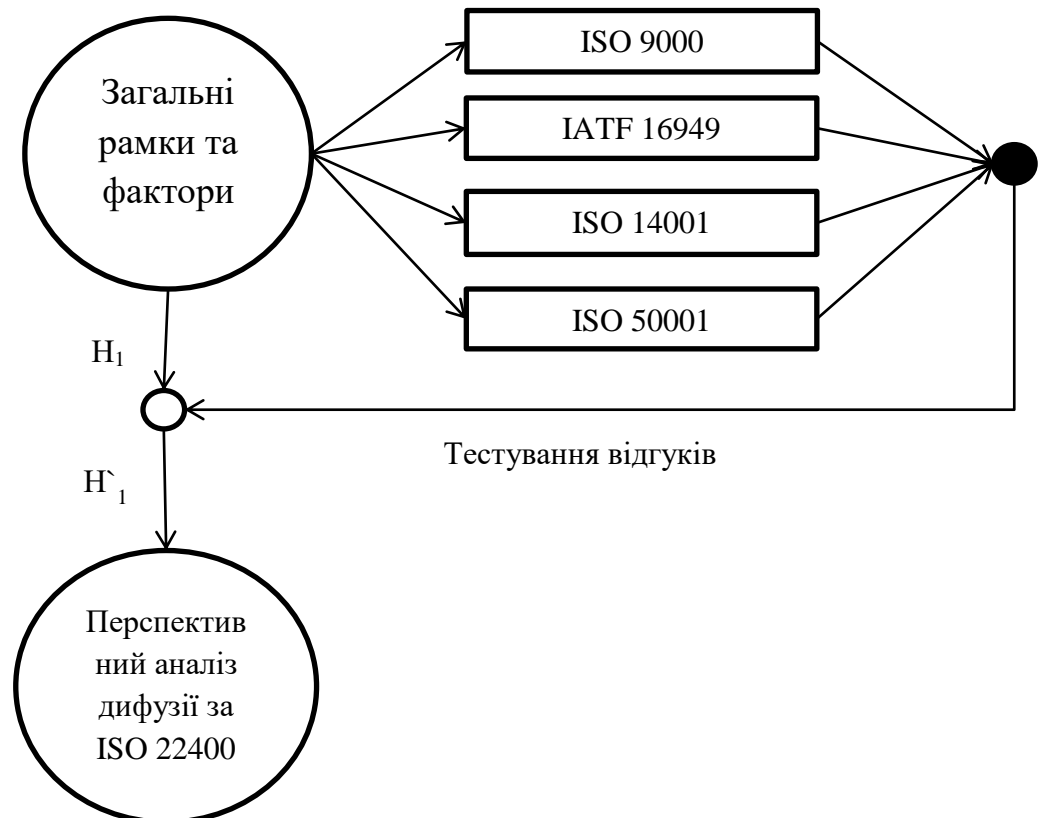 Загальні
рамки та
фактори
ISO 9000
IATF 16949
ISO 14001
ISO 50001
H₁
Тестування відгуків
H`₁
Перспектив
ний аналіз
дифузії за
ISO 22400